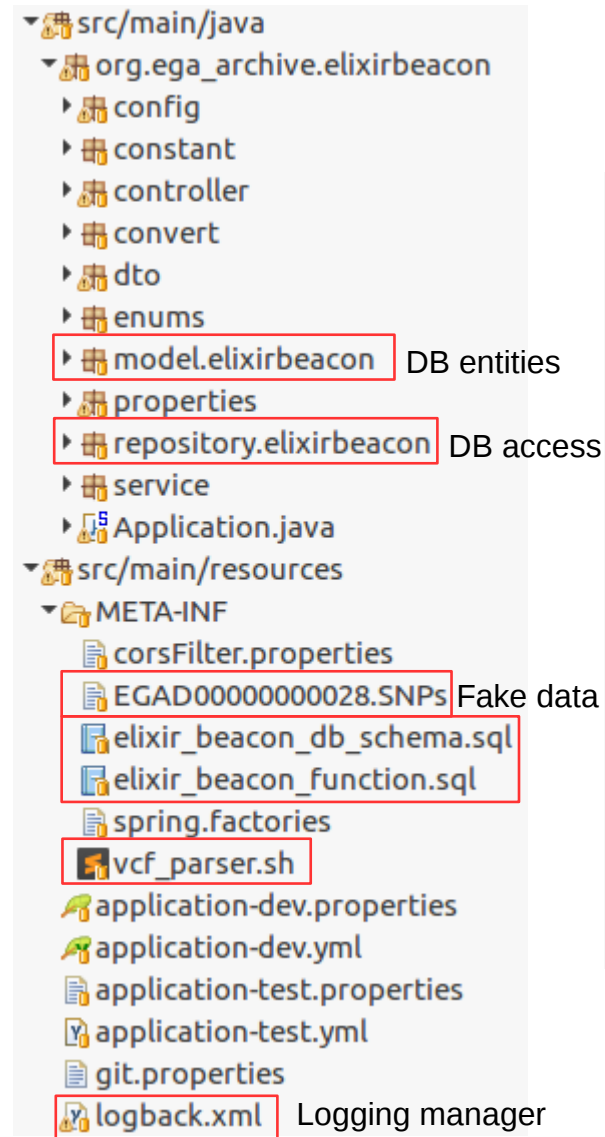 src/main/java
org.ega_archive.elixirbeacon
config
constant
controller
convert
dto
enums
model.elixirbeacon DB entities
properties
repository.elixirbeacon DB access
service
Application.java
src/main/resources
META-INF
corsFilter.properties
EGAD00000000028.SNPs Fake data
elixir_beacon_db_schema.sql
elixir_beacon_function.sql
spring.factories
vcf_parser.sh
application-dev.properties
application-dev.yml
application-test.properties
application-test.yml
git.properties
logback.xml Logging manager